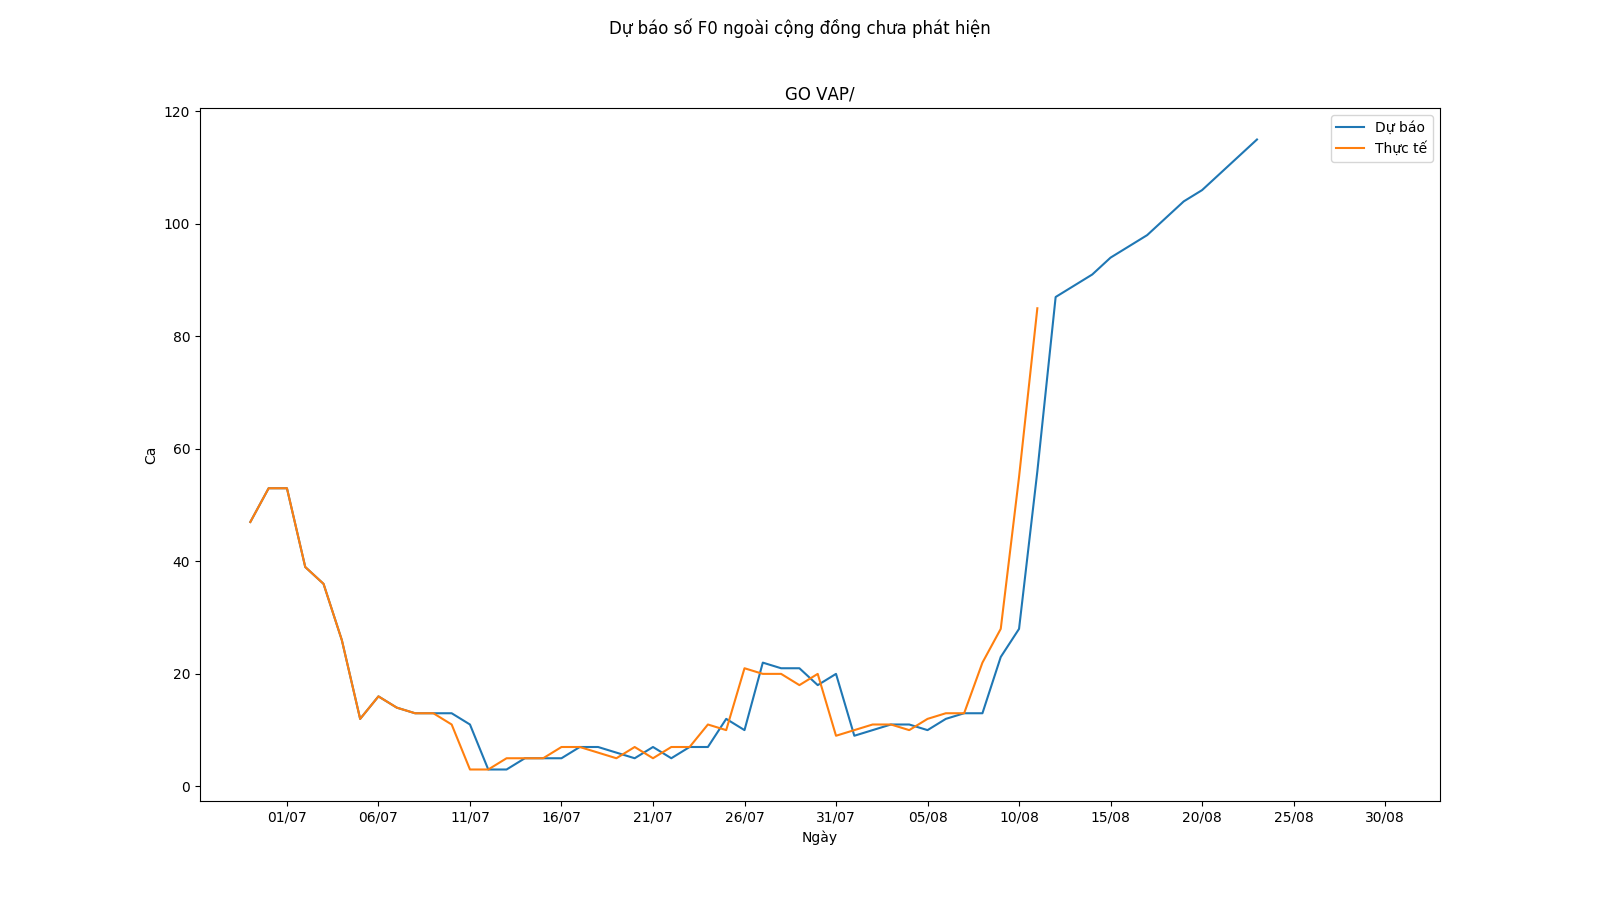 Dự báo số F0 ngoài cộng đồng chưa phát hiện
GO VAP/
120
100
80
60
40
20
0
Ca
Dự báo
Thực tế
01/07 06/07 11/07 16/07 21/07 26/07 31/07 05/08 10/08 15/08 20/08 25/08 30/08
Ngày